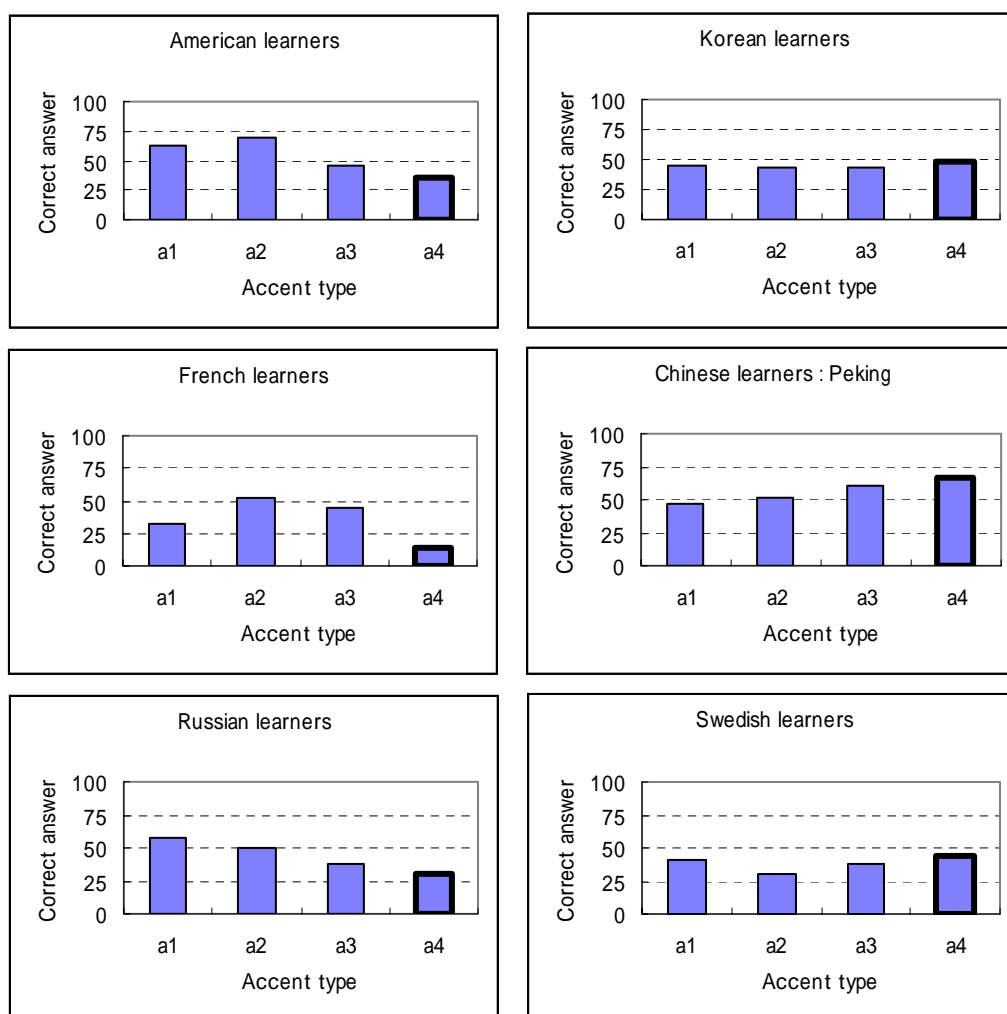 American learners
100
75
50
25
0
Correct answer
a1 a2 a3 a4
Accent type
Korean learners
100
75
50
25
0
Correct answer
a1 a2 a3 a4
Accent type
French learners
100
75
50
25
0
Correct answer
a1 a2 a3 a4
Accent type
Chinese learners : Peking
100
75
50
25
0
Correct answer
a1 a2 a3 a4
Accent type
Russian learners
100
75
50
25
0
Correct answer
a1 a2 a3 a4
Accent type
Swedish learners
100
75
50
25
0
Correct answer
a1 a2 a3 a4
Accent type